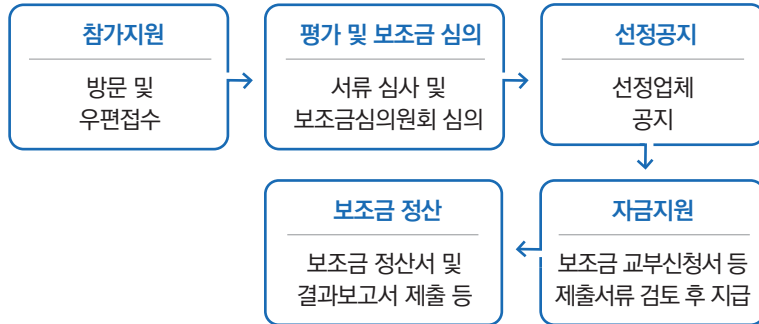 참가지원
방문 및
우편접수
평가 및 보조금 심의
서류 심사 및
보조금심의원회 심의
선정공지
선정업체
공지
자금지원
보조금 교부신청서 등
제출서류 검토 후 지급
보조금 정산
보조금 정산서 및
결과보고서 제출 등